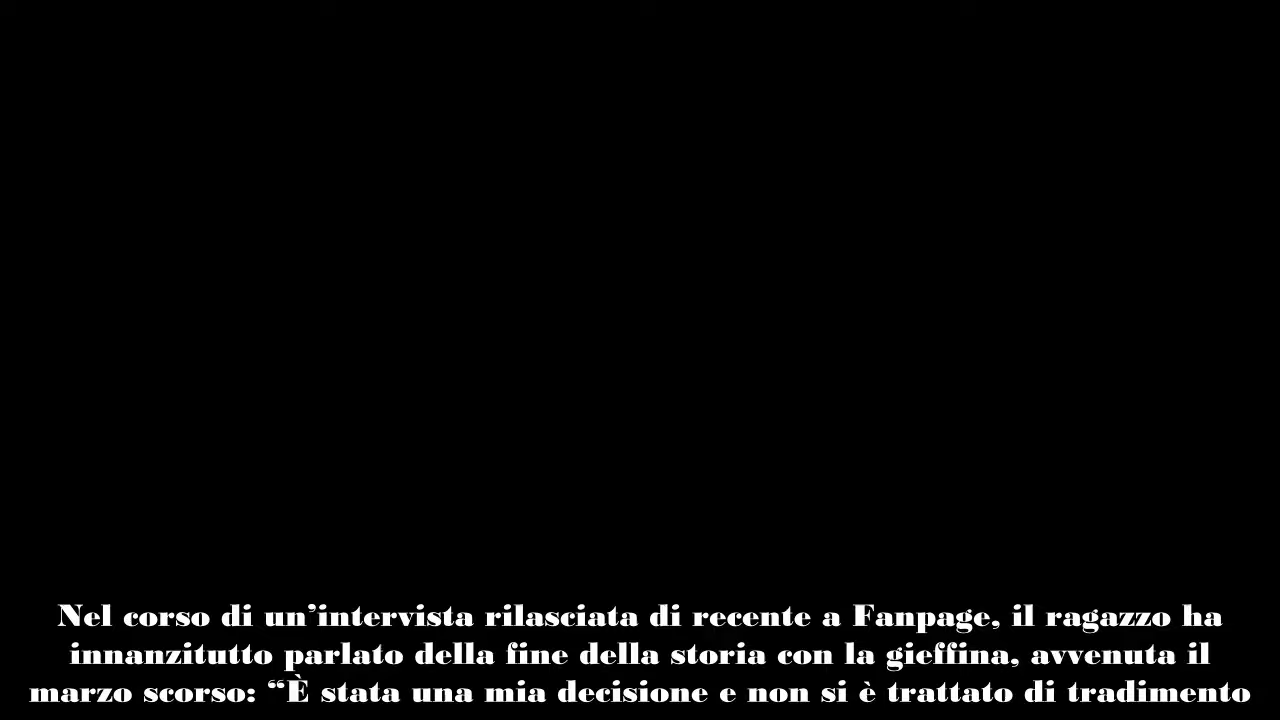 Nel corso di un’intervista rilasciata di recente a Fanpage, il ragazzo ha
innanzitutto parlato della fine della storia con la gieffina, avvenuta il
marzo scorso: “È stata una mia decisione e non si è trattato di tradimento